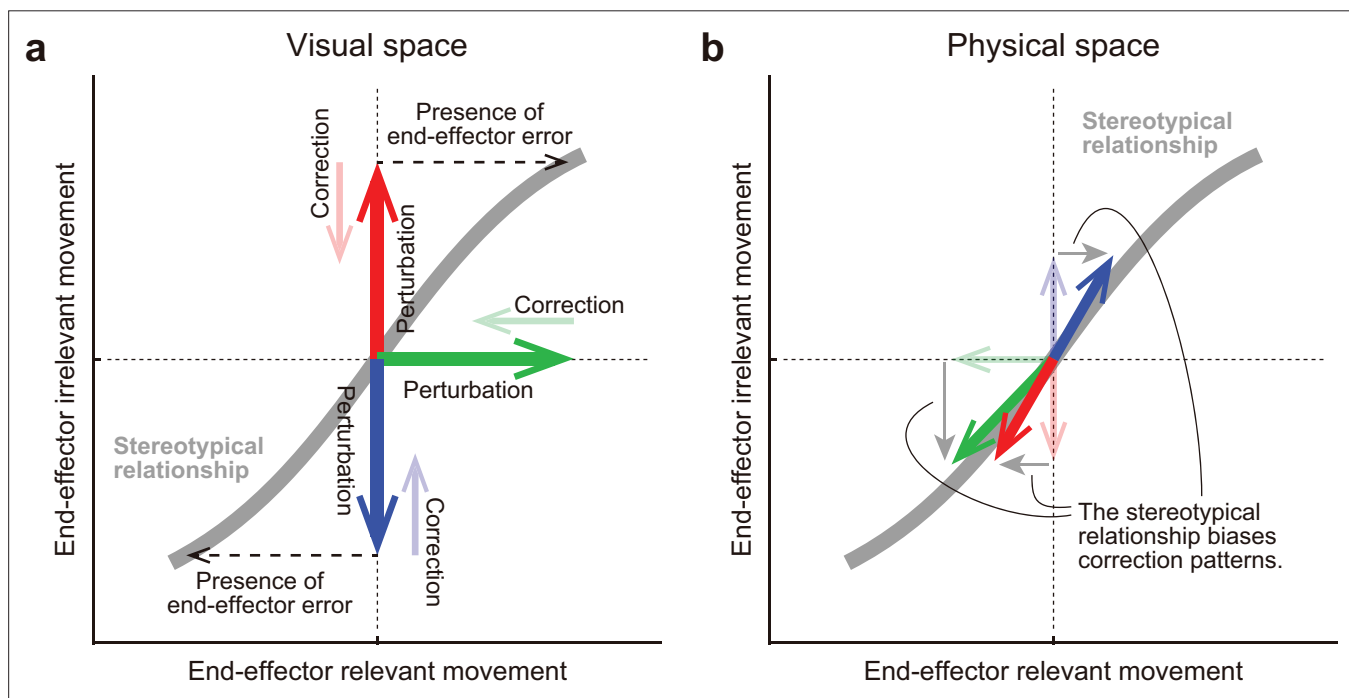 a
Visual space
End-effector irrelevant movement
Correction
Presence of
end-effector error
Perturbation
Correction
Perturbation
Perturbation
Stereotypical
relationship
Correction
Presence of
end-effector error
End-effector relevant movement
b
Physical space
End-effector irrelevant movement
Stereotypical
relationship
The stereotypical
relationship biases
correction patterns.
End-effector relevant movement